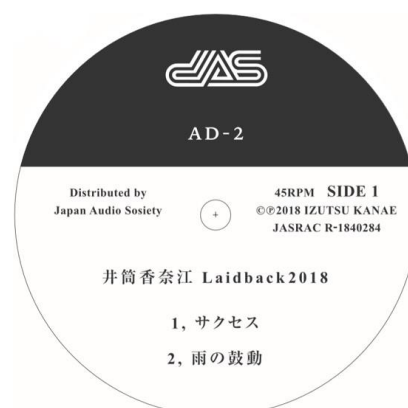 JAS
AD-2
Distributed by
Japan Audio Sosiety
45RPM SIDE 1
©℗2018 IZUTSU KANAE
JASRAC R-1840284
井筒香奈江 Laidback2018
1, サクセス
2, 雨の鼓動